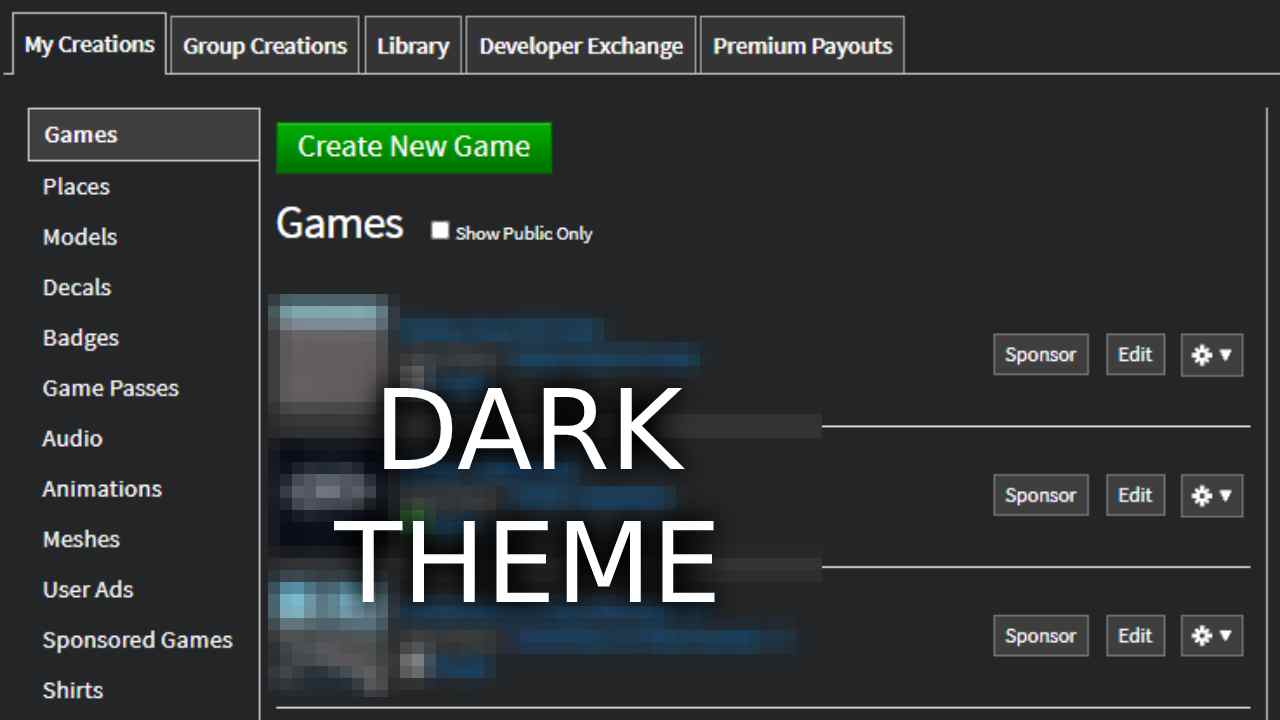 My Creations
Group Creations
Library
Developer Exchange
Premium Payouts
Games
Places
Models
Decals
Badges
Game Passes
Audio
Animations
Meshes
User Ads
Sponsored Games
Shirts
Create New Game
Games
Show Public Only
Sponsor Edit
Sponsor Edit
Sponsor Edit
DARK
THEME